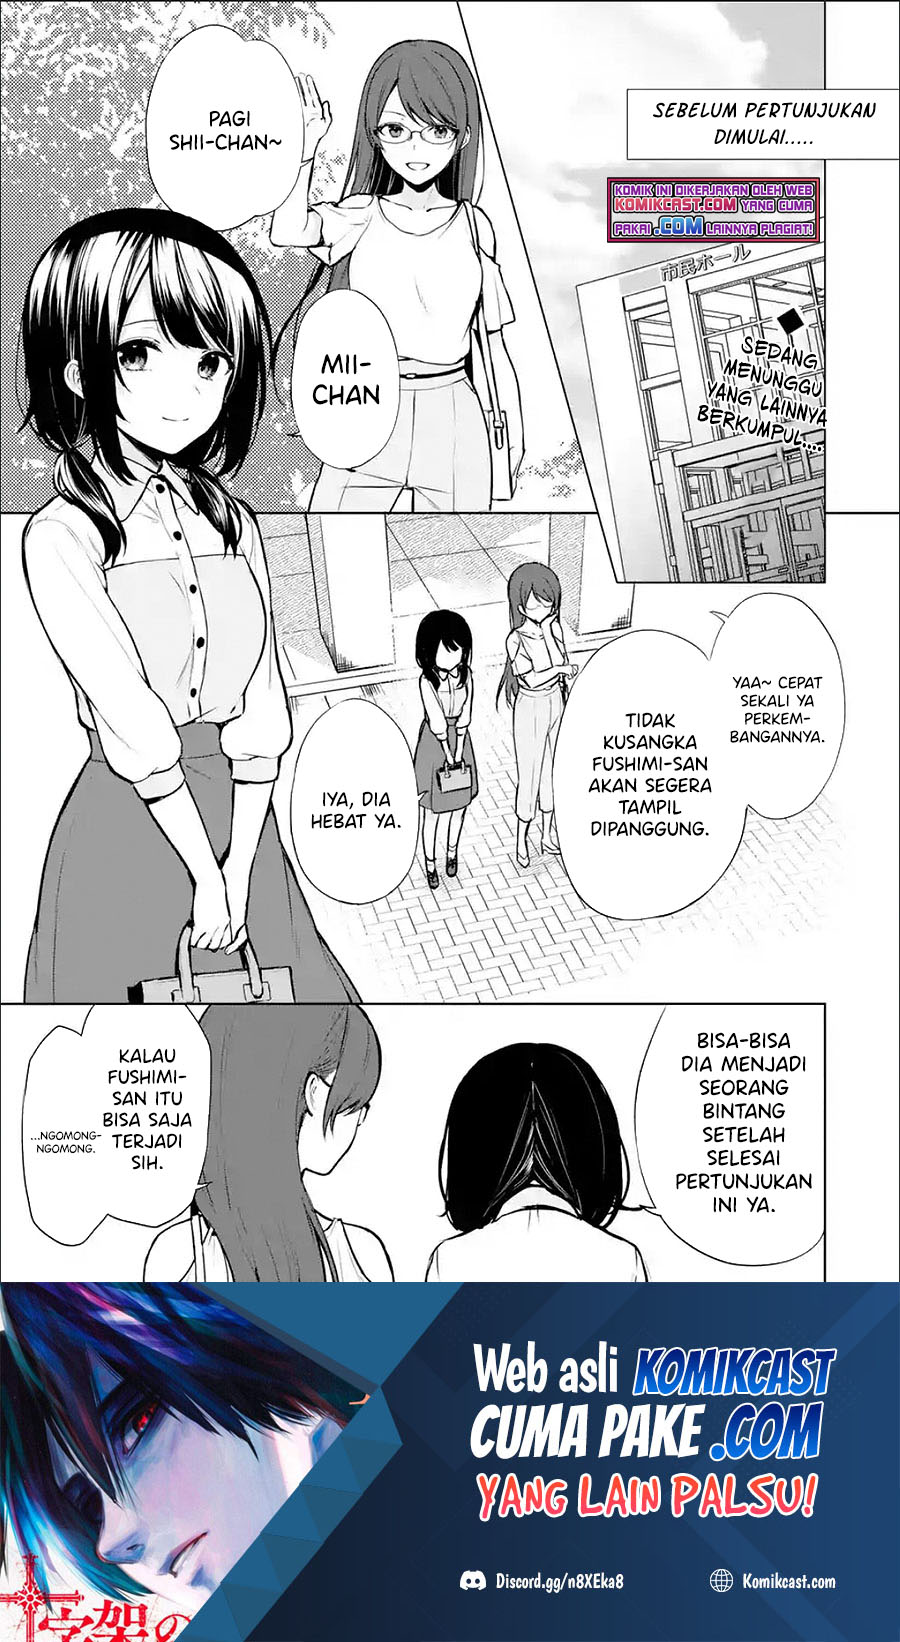 SEBELUM PERTUNJUKAN
DIMULAI.....
KOMIK INI DIKERJAKAN OLEH WEB
KOMIKCAST.COM YANG CUMA
PAKAI .COM LAINNYA PLAGIAT!
市民ホール
SEDANG
MENUNGGU
YANG LAINNYA
BERKUMPUL....
PAGI
SHII-CHAN~
MII-
CHAN
YAA~ CEPAT
SEKALI YA
PERKEM-
BANGANNYA.
TIDAK
KUSANGKA
FUSHIMI-SAN
AKAN SEGERA
TAMPIL
DIPANGGUNG.
IYA, DIA
HEBAT YA.
BISA-BISA
DIA MENJADI
SEORANG
BINTANG
SETELAH
SELESAI
PERTUNJUKAN
INI YA.
KALAU
FUSHIMI-
SAN ITU
BISA SAJA
TERJADI
SIH.
...NGOMONG-
NGOMONG.
Web asli KOMIKCAST
CUMA PAKE .COM
YANG LAIN PALSU!
Discord.gg/n8XEka8
Komikcast.com
十字架の